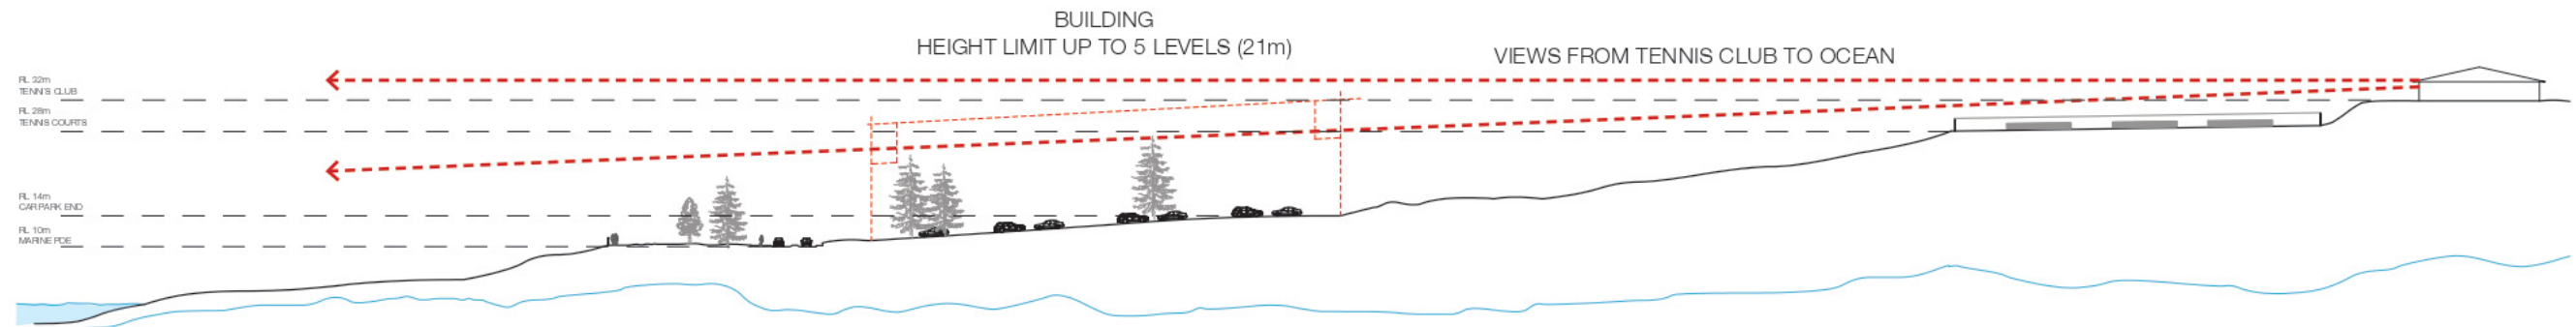 BUILDING
HEIGHT LIMIT UP TO 5 LEVELS (21m)
VIEWS FROM TENNIS CLUB TO OCEAN
RL 32m
TENNIS CLUB
RL 28m
TENNIS COURTS
RL 14m
CAR PARK END
RL 10m
MARINE PDE